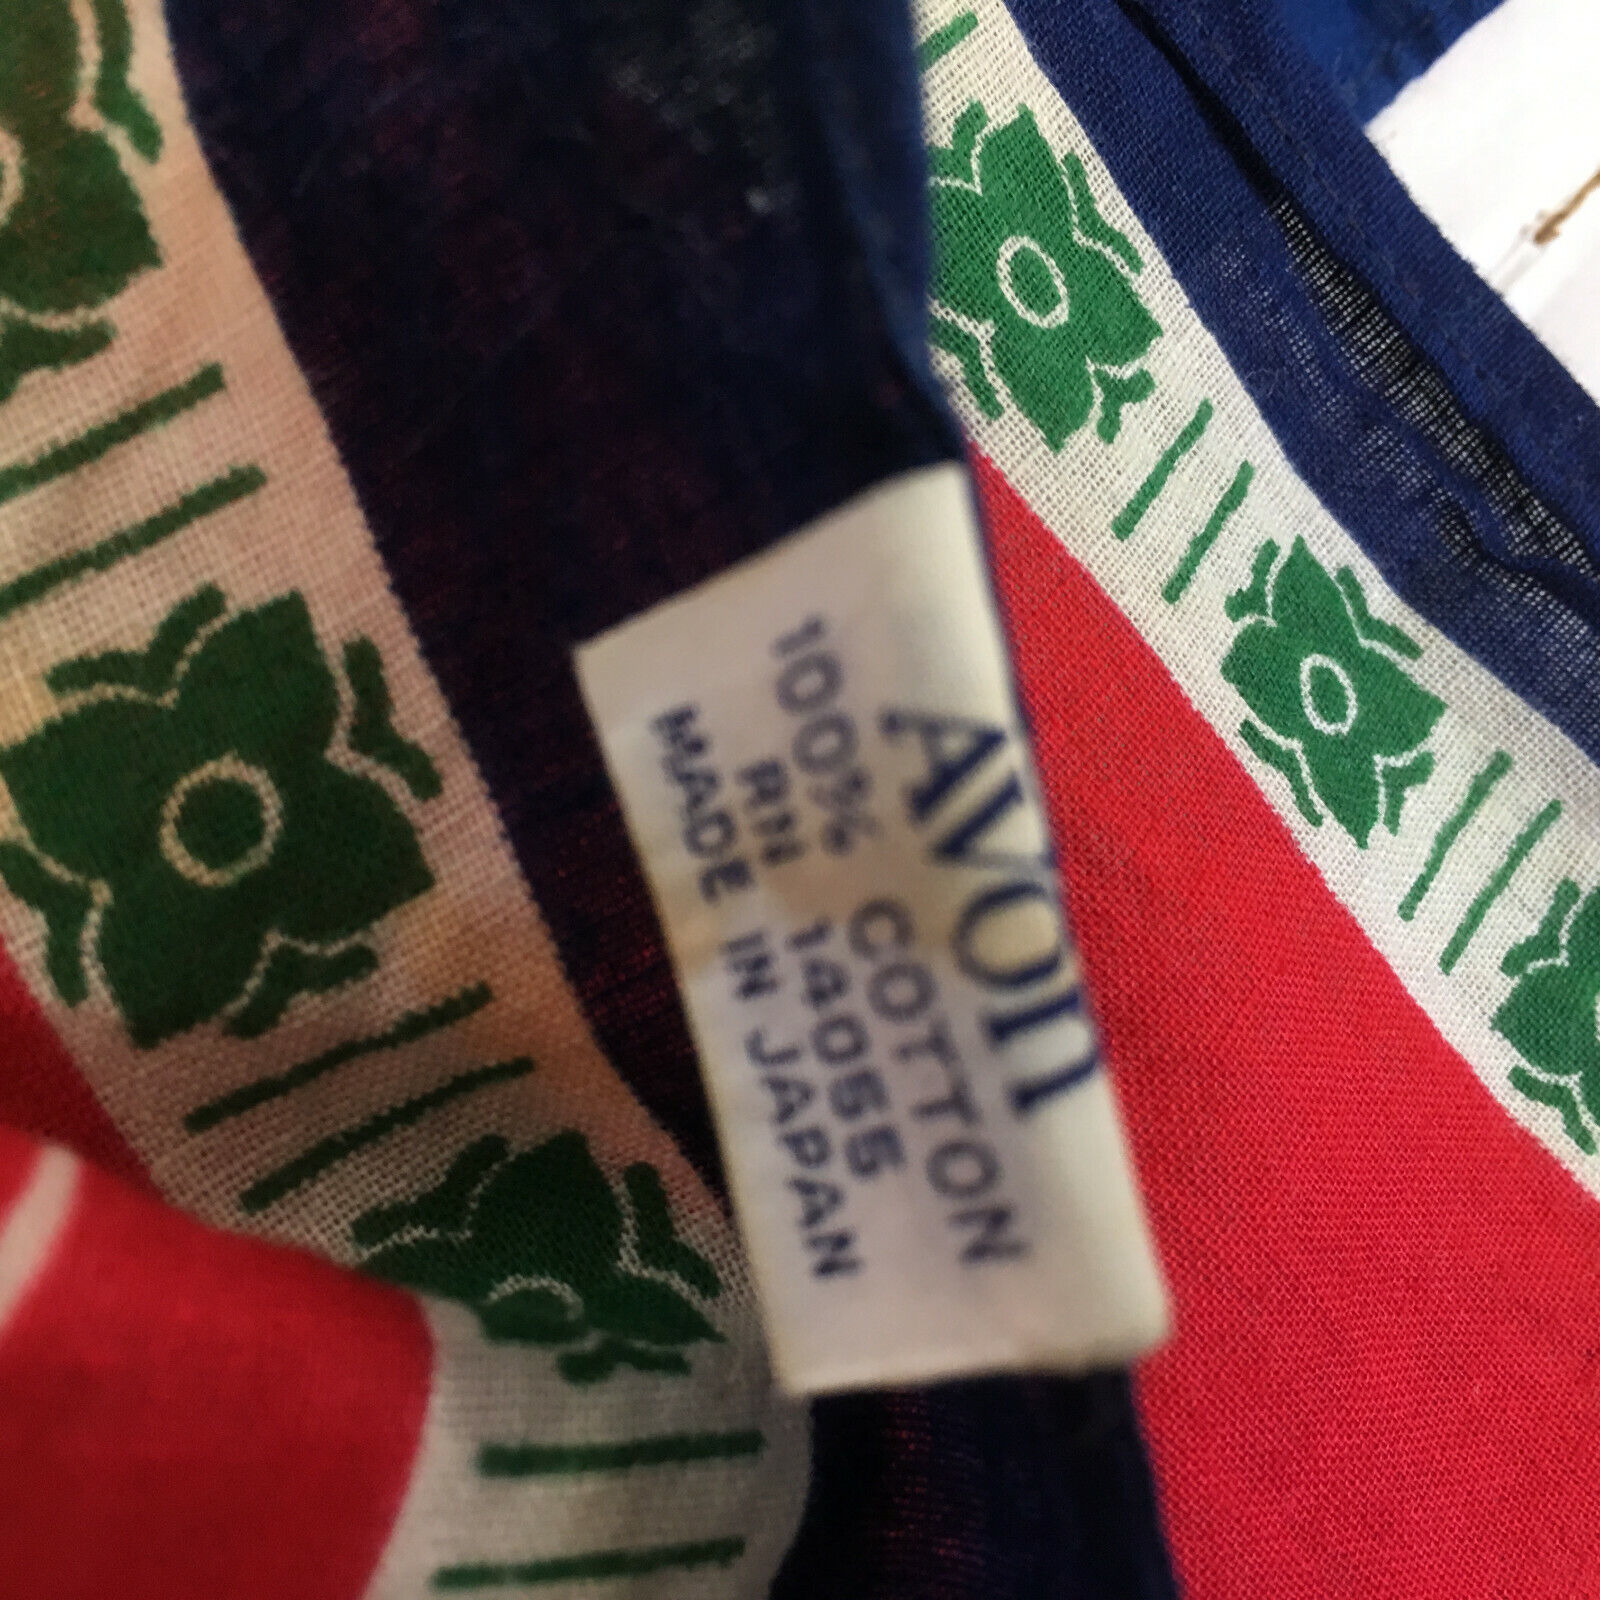 Avon
100% COTTON
RN 14055
MADE IN JAPAN